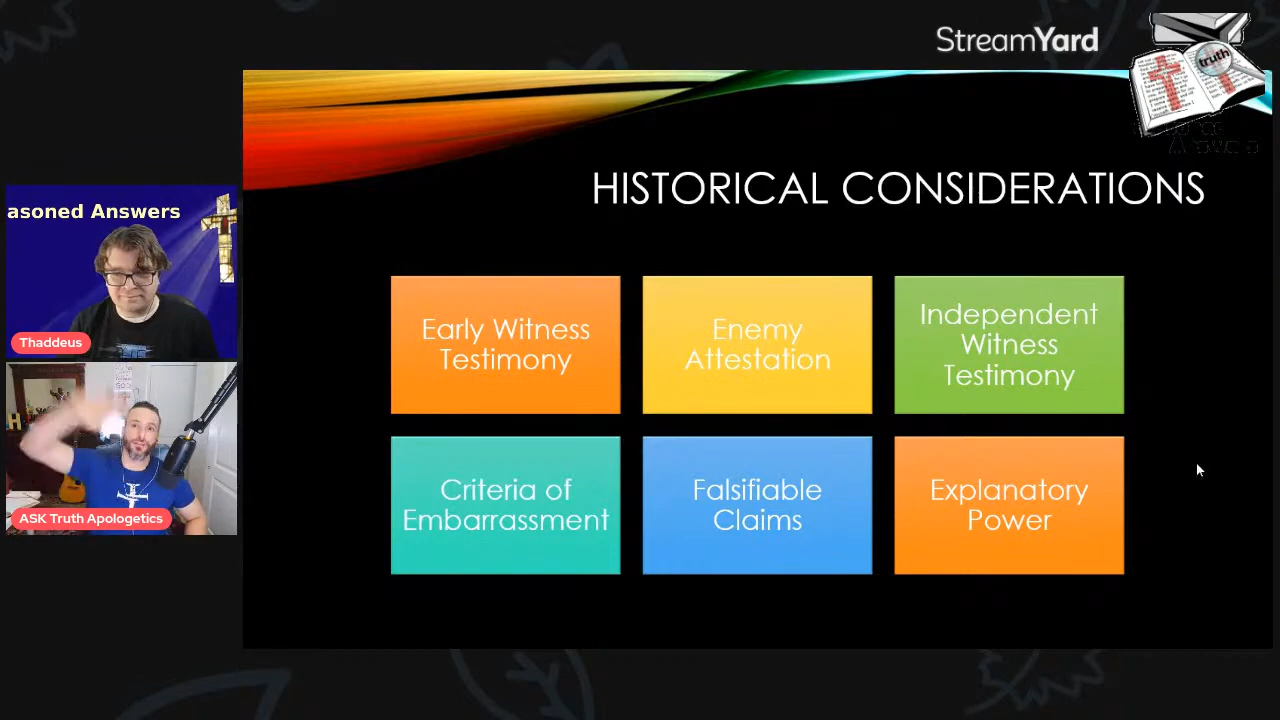 StreamYard
truth
HISTORICAL CONSIDERATIONS
asoned Answers
Thaddeus
ASK Truth Apologetics
Early Witness
Testimony
Enemy
Attestation
Independent
Witness
Testimony
Criteria of
Embarrassment
Falsifiable
Claims
Explanatory
Power